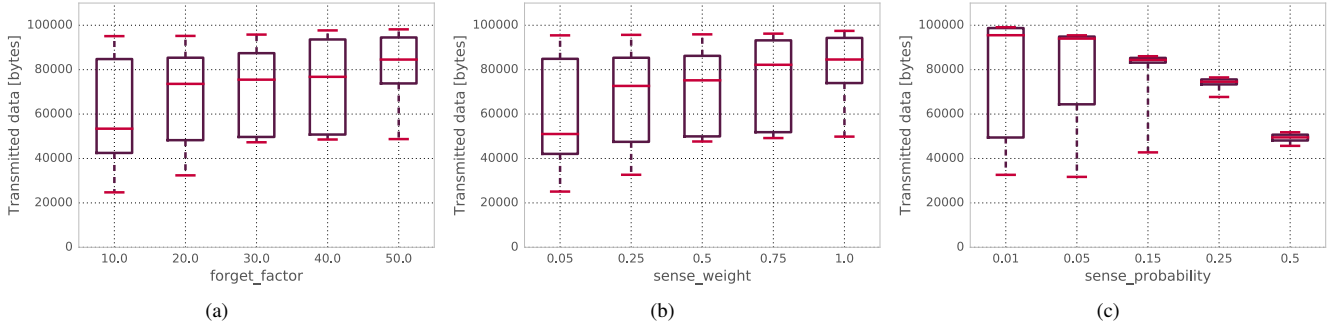 Transmitted data [bytes]
100000
80000
60000
40000
20000
0
10.0 20.0 30.0 40.0 50.0
forget_factor
(a)
Transmitted data [bytes]
100000
80000
60000
40000
20000
0
0.05 0.25 0.5 0.75 1.0
sense_weight
(b)
Transmitted data [bytes]
100000
80000
60000
40000
20000
0
0.01 0.05 0.15 0.25 0.5
sense_probability
(c)